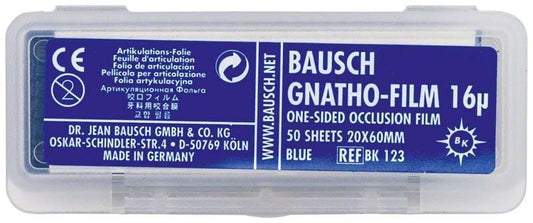 CE
2
Artikulations-Folie
Feuille d'articulation
Pellicola per articolazione
Folia artykulacyjna
Артикуляционная Фольга
咬口フィルム
牙科用咬合膜
교합 필름
DR. JEAN BAUSCH GMBH & CO. KG
OSKAR-SCHINDLER-STR.4 • D-50769 KÖLN
MADE IN GERMANY
WWW.BAUSCH.NET
BAUSCH
GNATHO-FILM 16µ
ONE-SIDED OCCLUSION FILM
50 SHEETS 20X60MM
BLUE REF BK 123
BK